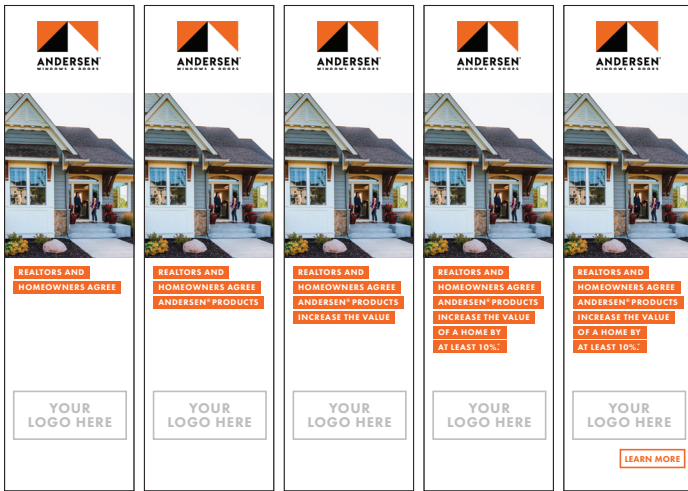 ANDERSEN
WINDOWS & DOORS
REALTORS AND
HOMEOWNERS AGREE
YOUR
LOGO HERE
ANDERSEN
WINDOWS & DOORS
REALTORS AND
HOMEOWNERS AGREE
ANDERSEN® PRODUCTS
YOUR
LOGO HERE
ANDERSEN
WINDOWS & DOORS
REALTORS AND
HOMEOWNERS AGREE
ANDERSEN® PRODUCTS
INCREASE THE VALUE
YOUR
LOGO HERE
ANDERSEN
WINDOWS & DOORS
REALTORS AND
HOMEOWNERS AGREE
ANDERSEN® PRODUCTS
INCREASE THE VALUE
OF A HOME BY
AT LEAST 10%.*
YOUR
LOGO HERE
ANDERSEN
WINDOWS & DOORS
REALTORS AND
HOMEOWNERS AGREE
ANDERSEN® PRODUCTS
INCREASE THE VALUE
OF A HOME BY
AT LEAST 10%.*
YOUR
LOGO HERE
LEARN MORE